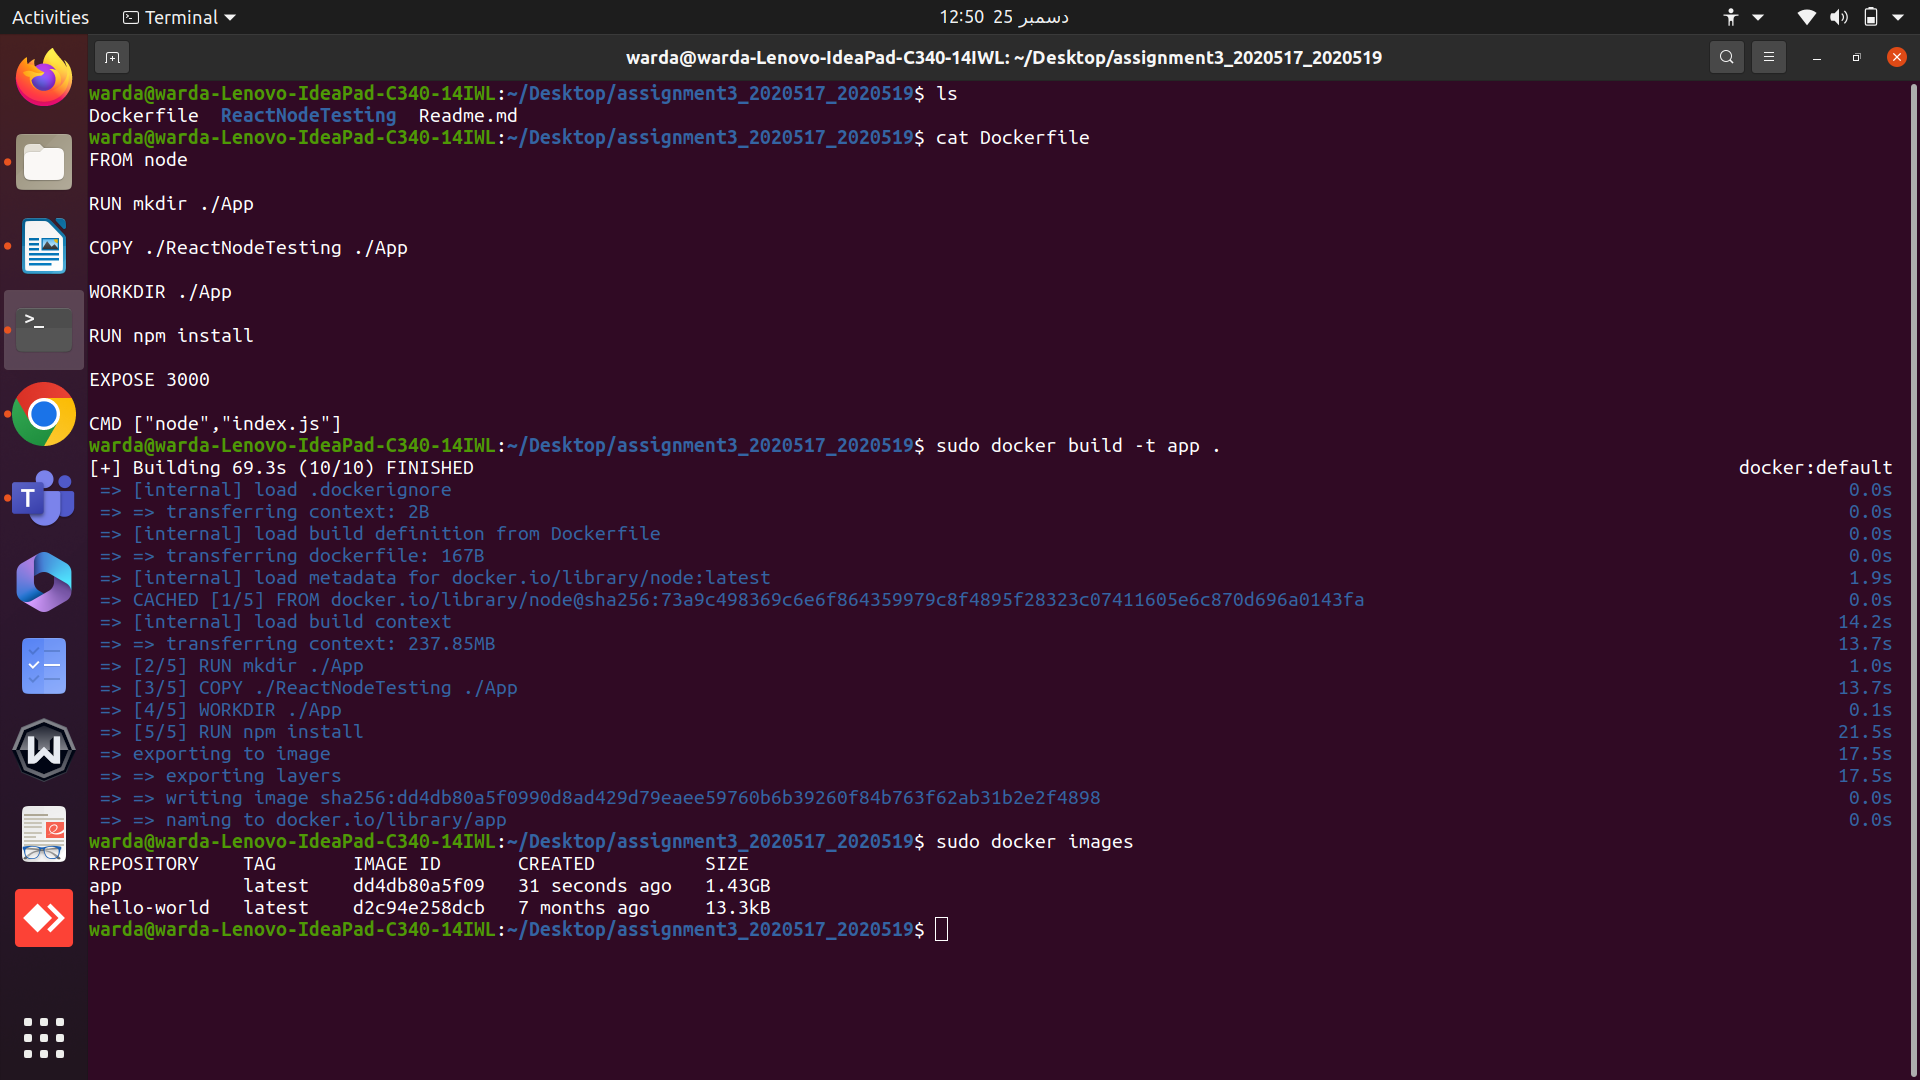 Activities Terminal 12:50 25 دسمبر
warda@warda-Lenovo-IdeaPad-C340-14IWL: ~/Desktop/assignment3_2020517_2020519
warda@warda-Lenovo-IdeaPad-C340-14IWL:~/Desktop/assignment3_2020517_2020519$ ls
Dockerfile  ReactNodeTesting  Readme.md
warda@warda-Lenovo-IdeaPad-C340-14IWL:~/Desktop/assignment3_2020517_2020519$ cat Dockerfile
FROM node
RUN mkdir ./App
COPY ./ReactNodeTesting ./App
WORKDIR ./App
RUN npm install
EXPOSE 3000
CMD ["node","index.js"]
warda@warda-Lenovo-IdeaPad-C340-14IWL:~/Desktop/assignment3_2020517_2020519$ sudo docker build -t app .
[+] Building 69.3s (10/10) FINISHED docker:default
=> [internal] load .dockerignore 0.0s
=> => transferring context: 2B 0.0s
=> [internal] load build definition from Dockerfile 0.0s
=> => transferring dockerfile: 167B 0.0s
=> [internal] load metadata for docker.io/library/node:latest 1.9s
=> CACHED [1/5] FROM docker.io/library/node@sha256:73a9c498369c6e6f864359979c8f4895f28323c07411605e6c870d696a0143fa 0.0s
=> [internal] load build context 14.2s
=> => transferring context: 237.85MB 13.7s
=> [2/5] RUN mkdir ./App 1.0s
=> [3/5] COPY ./ReactNodeTesting ./App 13.7s
=> [4/5] WORKDIR ./App 0.1s
=> [5/5] RUN npm install 21.5s
=> exporting to image 17.5s
=> => exporting layers 17.5s
=> => writing image sha256:dd4db80a5f0990d8ad429d79eaee59760b6b39260f84b763f62ab31b2e2f4898 0.0s
=> => naming to docker.io/library/app 0.0s
warda@warda-Lenovo-IdeaPad-C340-14IWL:~/Desktop/assignment3_2020517_2020519$ sudo docker images
REPOSITORY    TAG       IMAGE ID       CREATED          SIZE
app           latest    dd4db80a5f09   31 seconds ago   1.43GB
hello-world   latest    d2c94e258dcb   7 months ago     13.3kB
warda@warda-Lenovo-IdeaPad-C340-14IWL:~/Desktop/assignment3_2020517_2020519$